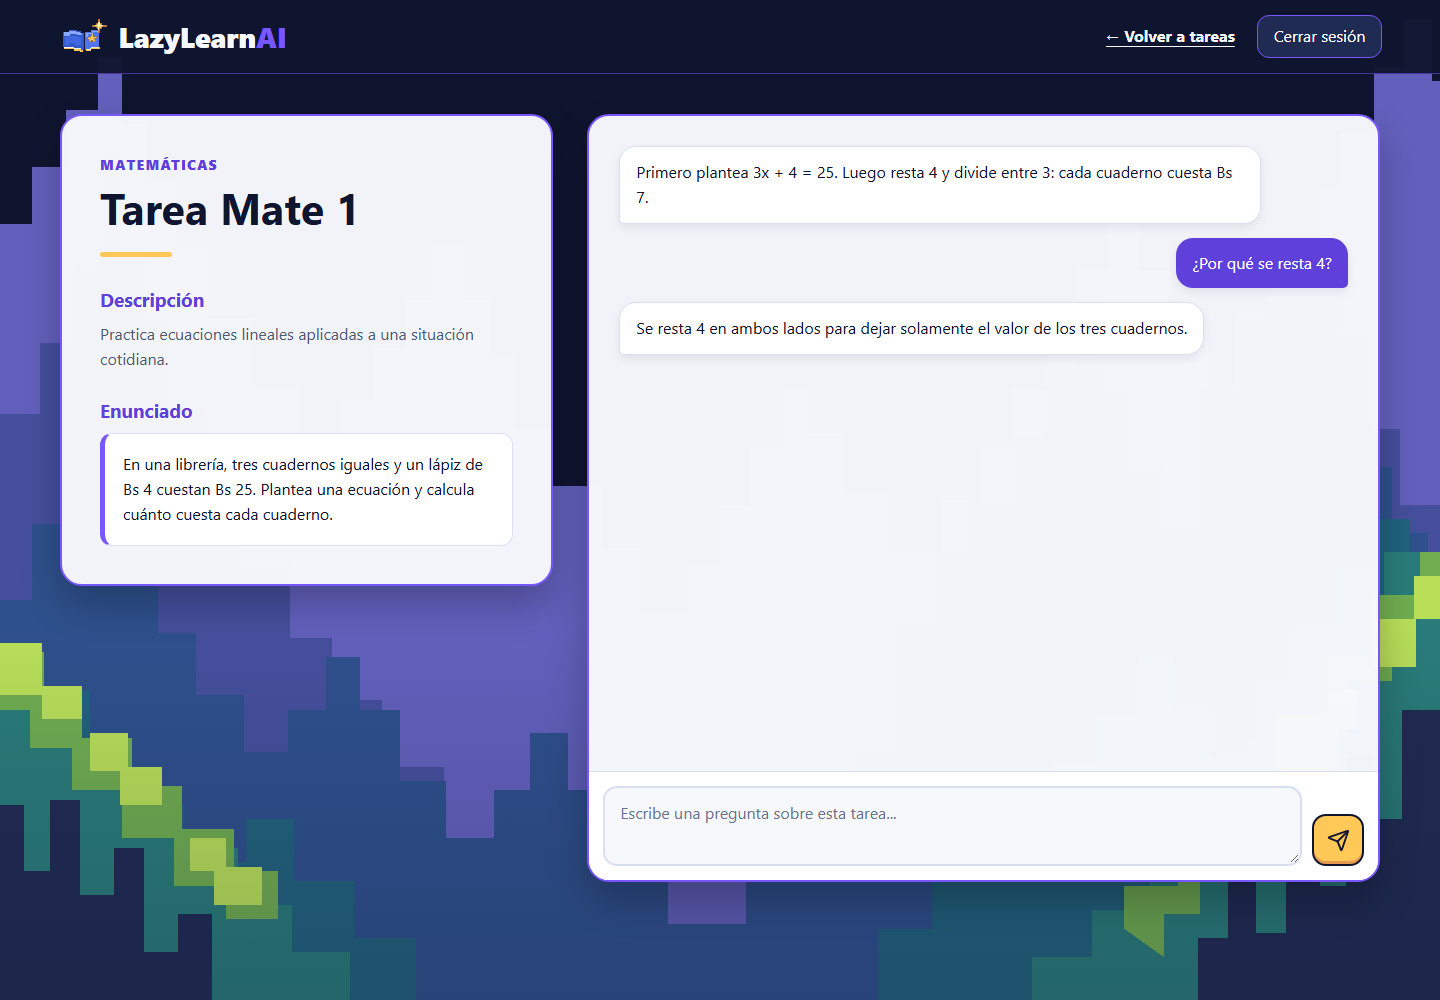 LazyLearnAI
← Volver a tareas
Cerrar sesión
MATEMÁTICAS
Tarea Mate 1
Descripción
Practica ecuaciones lineales aplicadas a una situación
cotidiana.
Enunciado
En una librería, tres cuadernos iguales y un lápiz de
Bs 4 cuestan Bs 25. Plantea una ecuación y calcula
cuánto cuesta cada cuaderno.
Primero plantea 3x + 4 = 25. Luego resta 4 y divide entre 3: cada cuaderno cuesta Bs
7.
¿Por qué se resta 4?
Se resta 4 en ambos lados para dejar solamente el valor de los tres cuadernos.
Escribe una pregunta sobre esta tarea...